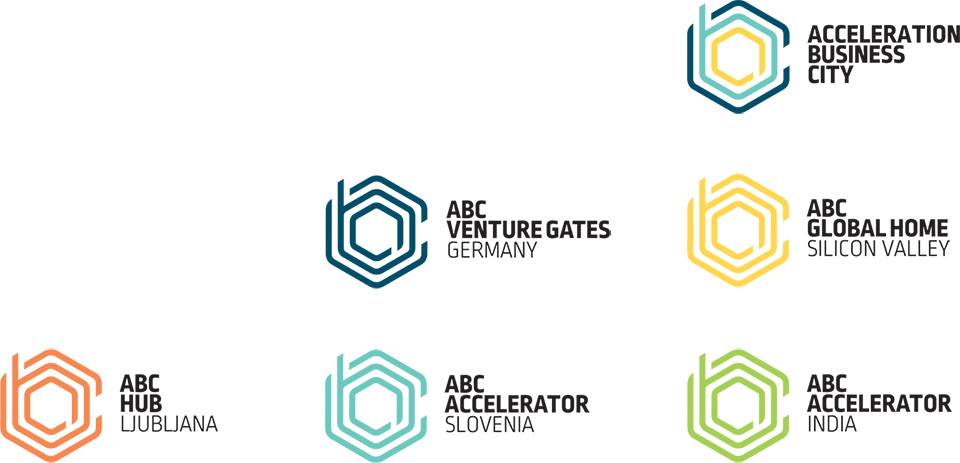 ACCELERATION
BUSINESS
CITY
ABC
VENTURE GATES
GERMANY
ABC
GLOBAL HOME
SILICON VALLEY
ABC
HUB
LJUBLJANA
ABC
ACCELERATOR
SLOVENIA
ABC
ACCELERATOR
INDIA